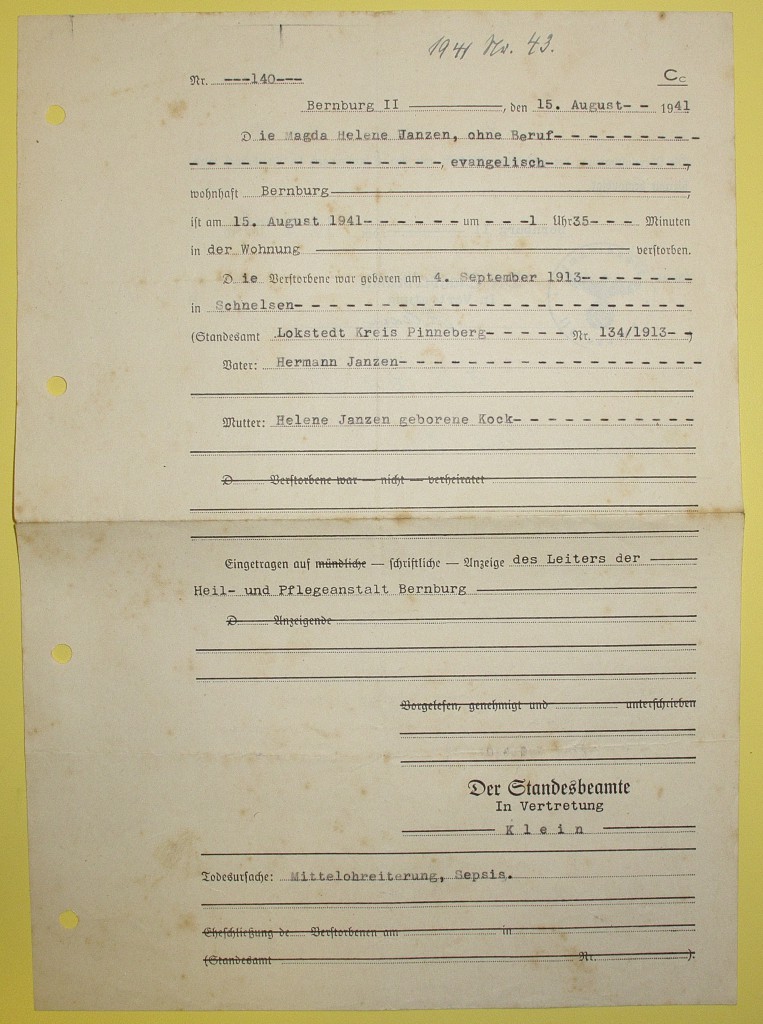 1941 Nr. 43.
Nr. ---140---
Cc
Bernburg II, den 15. August- - 1941
Die Magda Helene Janzen, ohne Beruf- - - - - - - - -
- - - - - - - - - - - - - - -, evangelisch- - - - - - - - -,
wohnhaft Bernburg,
ist am 15. August 1941- - - - - - um - - -1 Uhr 35- - - Minuten
in der Wohnung verstorben.
Die Verstorbene war geboren am 4. September 1913- - - - - - -
in Schnelsen- - - - - - - - - - - - - - - - - - - - - - - -
(Standesamt Lokstedt Kreis Pinneberg- - - - - Nr. 134/1913- -)
Vater: Hermann Janzen- - - - - - - - - - - - - - - - - -
Mutter: Helene Janzen geborene Kock- - - - - - - - - - -
D Verstorbene war — nicht — verheiratet
Eingetragen auf mündliche — schriftliche — Anzeige des Leiters der
Heil- und Pflegeanstalt Bernburg
D Anzeigende
Vorgelesen, genehmigt und unterschrieben
Der Standesbeamte
In Vertretung
Klein
Todesursache: Mittelohreiterung, Sepsis.
Eheschließung de Verstorbenen am in
(Standesamt Nr. ).